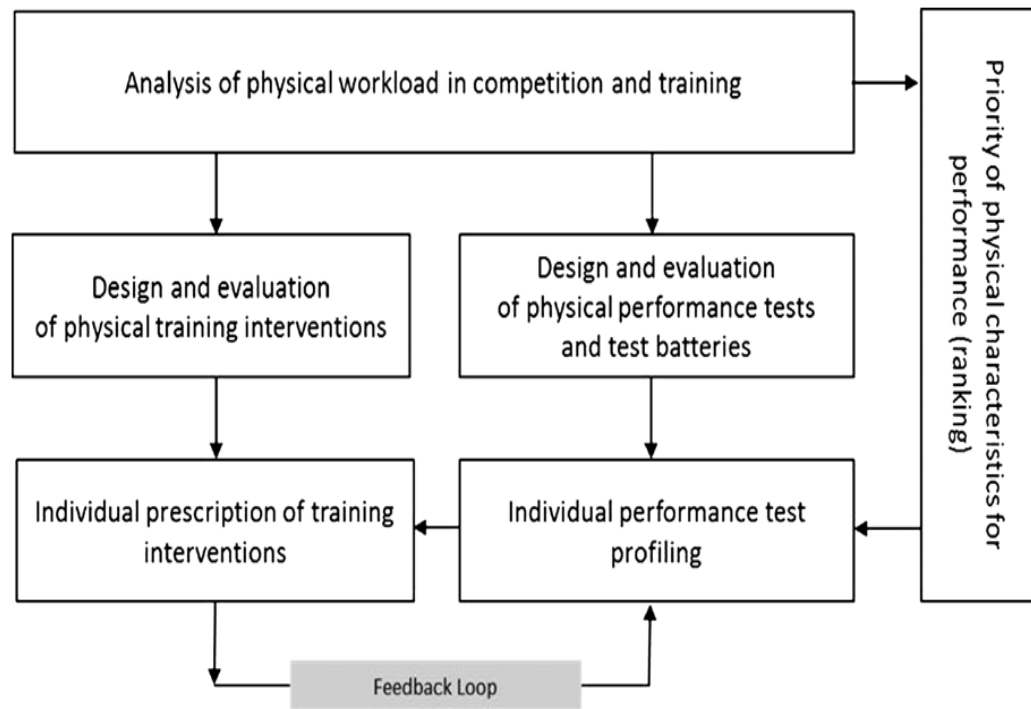 Analysis of physical workload in competition and training
Priority of physical characteristics for
performance (ranking)
Design and evaluation
of physical training interventions
Design and evaluation
of physical performance tests
and test batteries
Individual prescription of training
interventions
Individual performance test
profiling
Feedback Loop